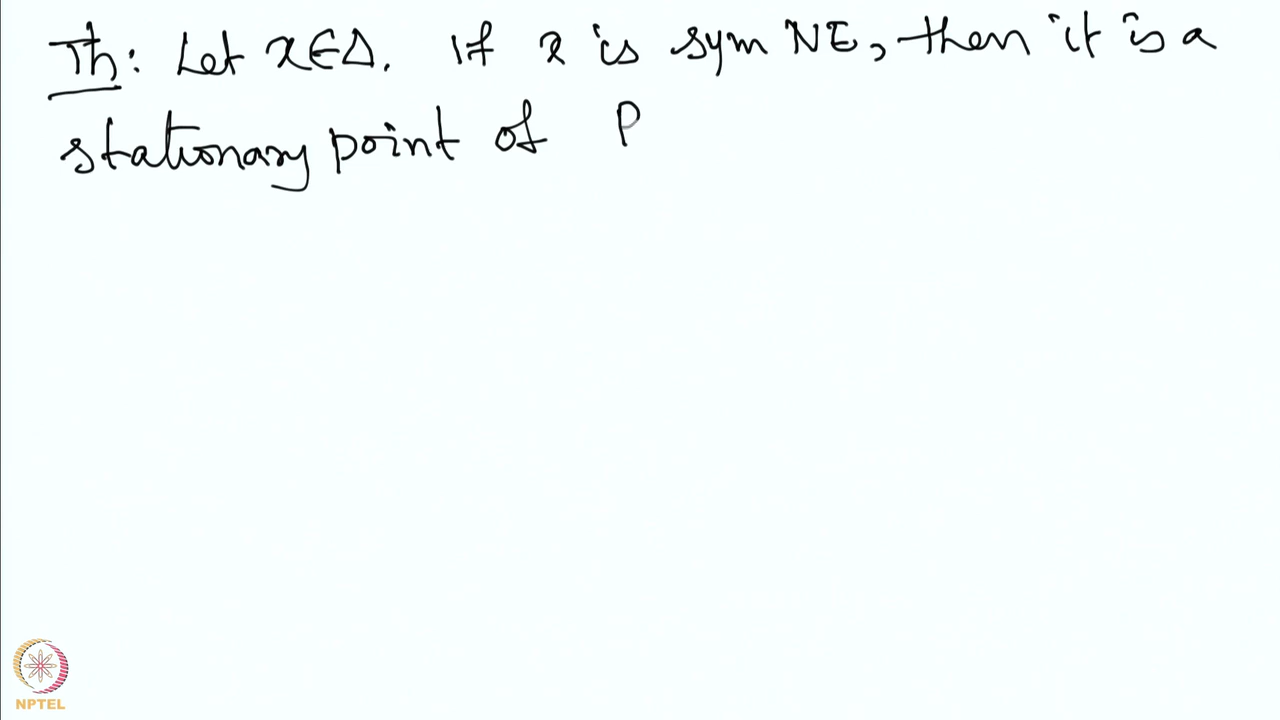 Th: Let x∈Δ. If x is sym NE, then it is a
stationary point of P
NPTEL